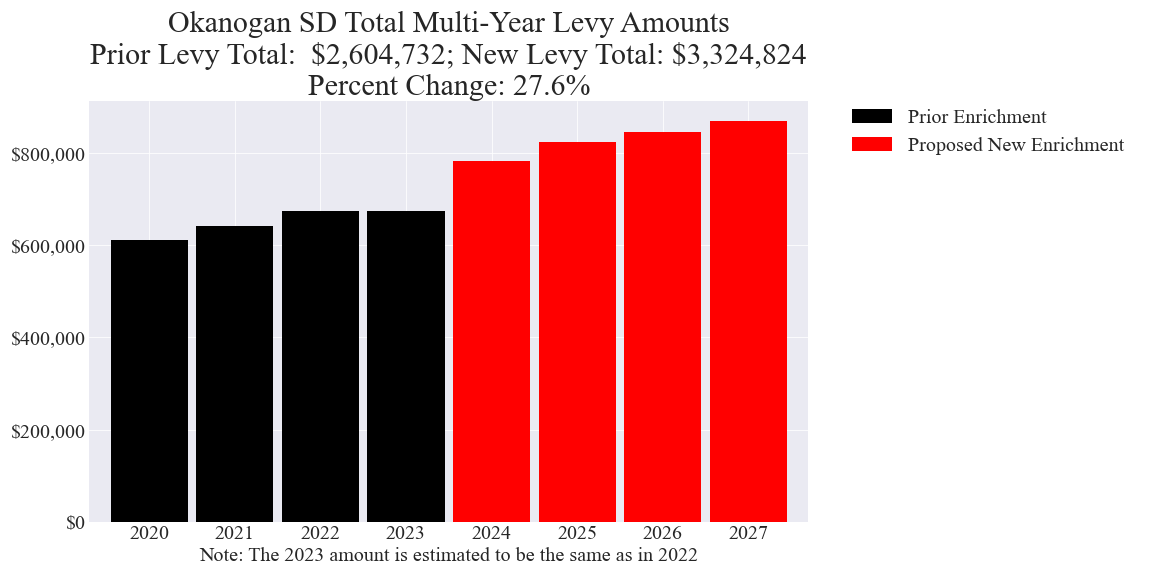 Okanogan SD Total Multi-Year Levy Amounts
Prior Levy Total:  $2,604,732; New Levy Total: $3,324,824
Percent Change: 27.6%
Prior Enrichment
Proposed New Enrichment
$800,000
$600,000
$400,000
$200,000
$0
2020 2021 2022 2023 2024 2025 2026 2027
Note: The 2023 amount is estimated to be the same as in 2022